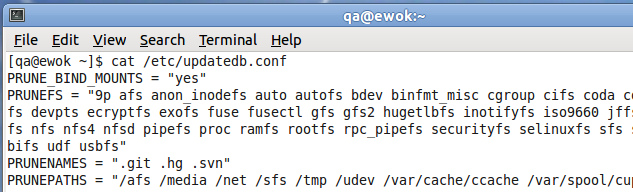 qa@ewok:~
File Edit View Search Terminal Help
[qa@ewok ~]$ cat /etc/updatedb.conf
PRUNE_BIND_MOUNTS = "yes"
PRUNEFS = "9p afs anon_inodefs auto autofs bdev binfmt_misc cgroup cifs coda
fs devpts ecryptfs exofs fuse fusectl gfs gfs2 hugetlbfs inotifyfs iso9660
fs nfs nfs4 nfsd pipefs proc ramfs rootfs rpc_pipefs securityfs selinuxfs sfs
bifs udf usbfs"
PRUNENAMES = ".git .hg .svn"
PRUNEPATHS = "/afs /media /net /sfs /tmp /udev /var/cache/ccache